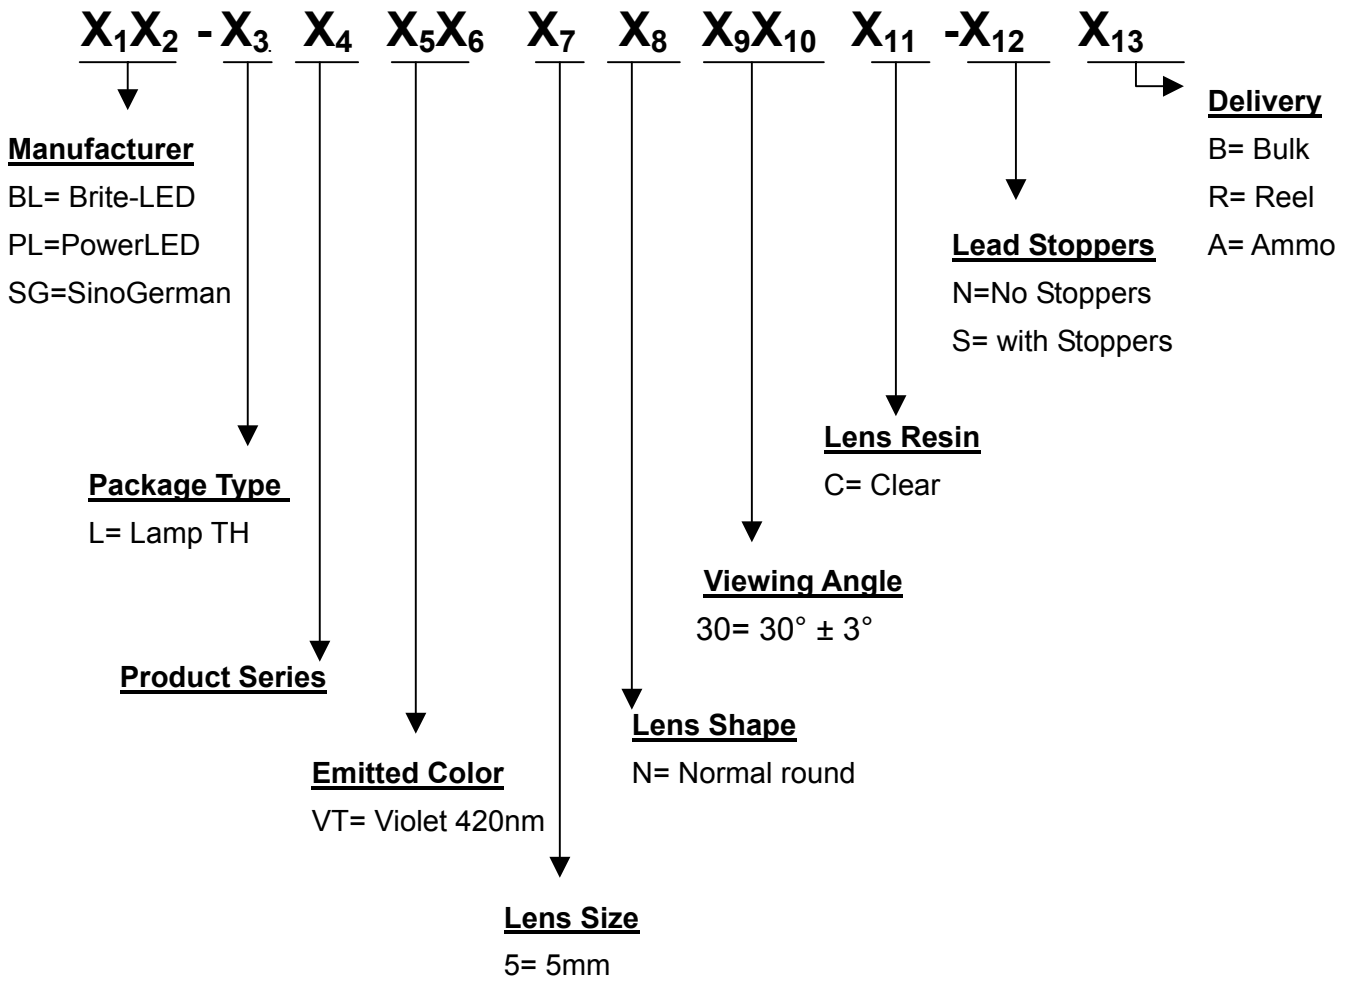 X₁X₂ - X₃ X₄ X₅X₆ X₇ X₈ X₉X₁₀ X₁₁ -X₁₂ X₁₃
Manufacturer
BL= Brite-LED
PL=PowerLED
SG=SinoGerman
Package Type
L= Lamp TH
Product Series
Emitted Color
VT= Violet 420nm
Lens Size
5= 5mm
Lens Shape
N= Normal round
Viewing Angle
30= 30° ± 3°
Lens Resin
C= Clear
Lead Stoppers
N=No Stoppers
S= with Stoppers
Delivery
B= Bulk
R= Reel
A= Ammo